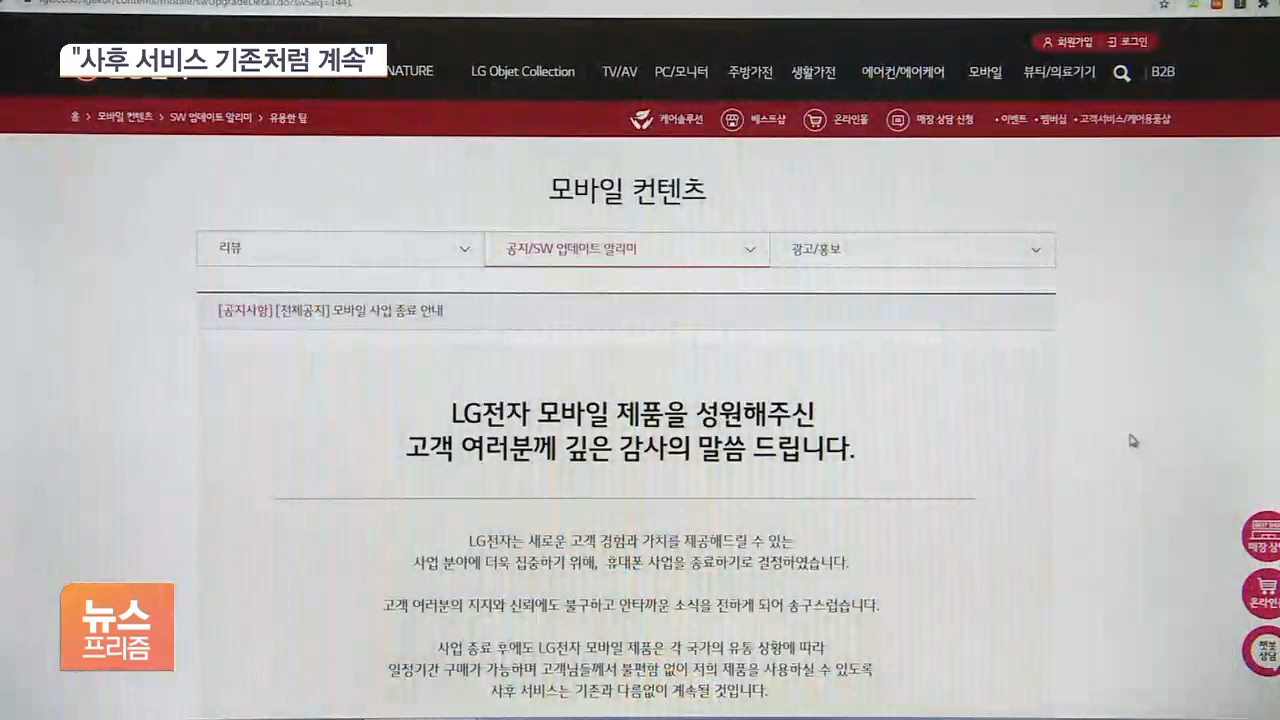 "사후 서비스 기존처럼 계속"
회원가입 로그인
NATURE LG Objet Collection TV/AV PC/모니터 주방가전 생활가전 에어컨/에어케어 모바일 뷰티/의료기기 B2B
홈 > 모바일 컨텐츠 > SW 업데이트 알리미 > 유용한 팁
케어솔루션 베스트샵 온라인몰 매장 상담 신청 • 이벤트 • 멤버십 • 고객서비스/케어용품샵
모바일 컨텐츠
리뷰 공지/SW 업데이트 알리미 광고/홍보
[공지사항] [전체공지] 모바일 사업 종료 안내
LG전자 모바일 제품을 성원해주신
고객 여러분께 깊은 감사의 말씀 드립니다.
LG전자는 새로운 고객 경험과 가치를 제공해드릴 수 있는
사업 분야에 더욱 집중하기 위해, 휴대폰 사업을 종료하기로 결정하였습니다.
고객 여러분의 지지와 신뢰에도 불구하고 안타까운 소식을 전하게 되어 송구스럽습니다.
사업 종료 후에도 LG전자 모바일 제품은 각 국가의 유통 상황에 따라
일정기간 구매가 가능하며 고객님들께서 불편함 없이 저희 제품을 사용하실 수 있도록
사후 서비스는 기존과 다름없이 계속될 것입니다.
뉴스
프리즘
매장
온라인
챗봇
상담